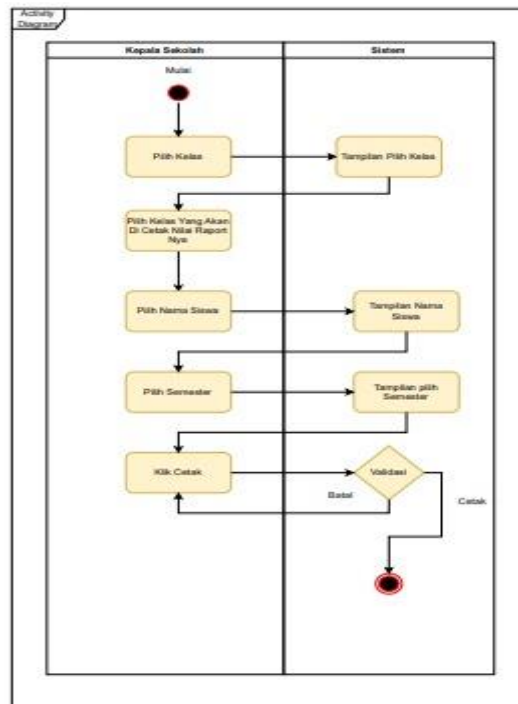 Activity
Diagram
Kepala Sekolah
Sistem
Mulai
Pilih Kelas
Tampilan Pilih Kelas
Pilih Kelas Yang Akan
Di Cetak Nilai Raport
Nya
Pilih Nama Siswa
Tampilan Nama
Siswa
Pilih Semester
Tampilan pilih
Semester
Klik Cetak
Validasi
Batal
Cetak